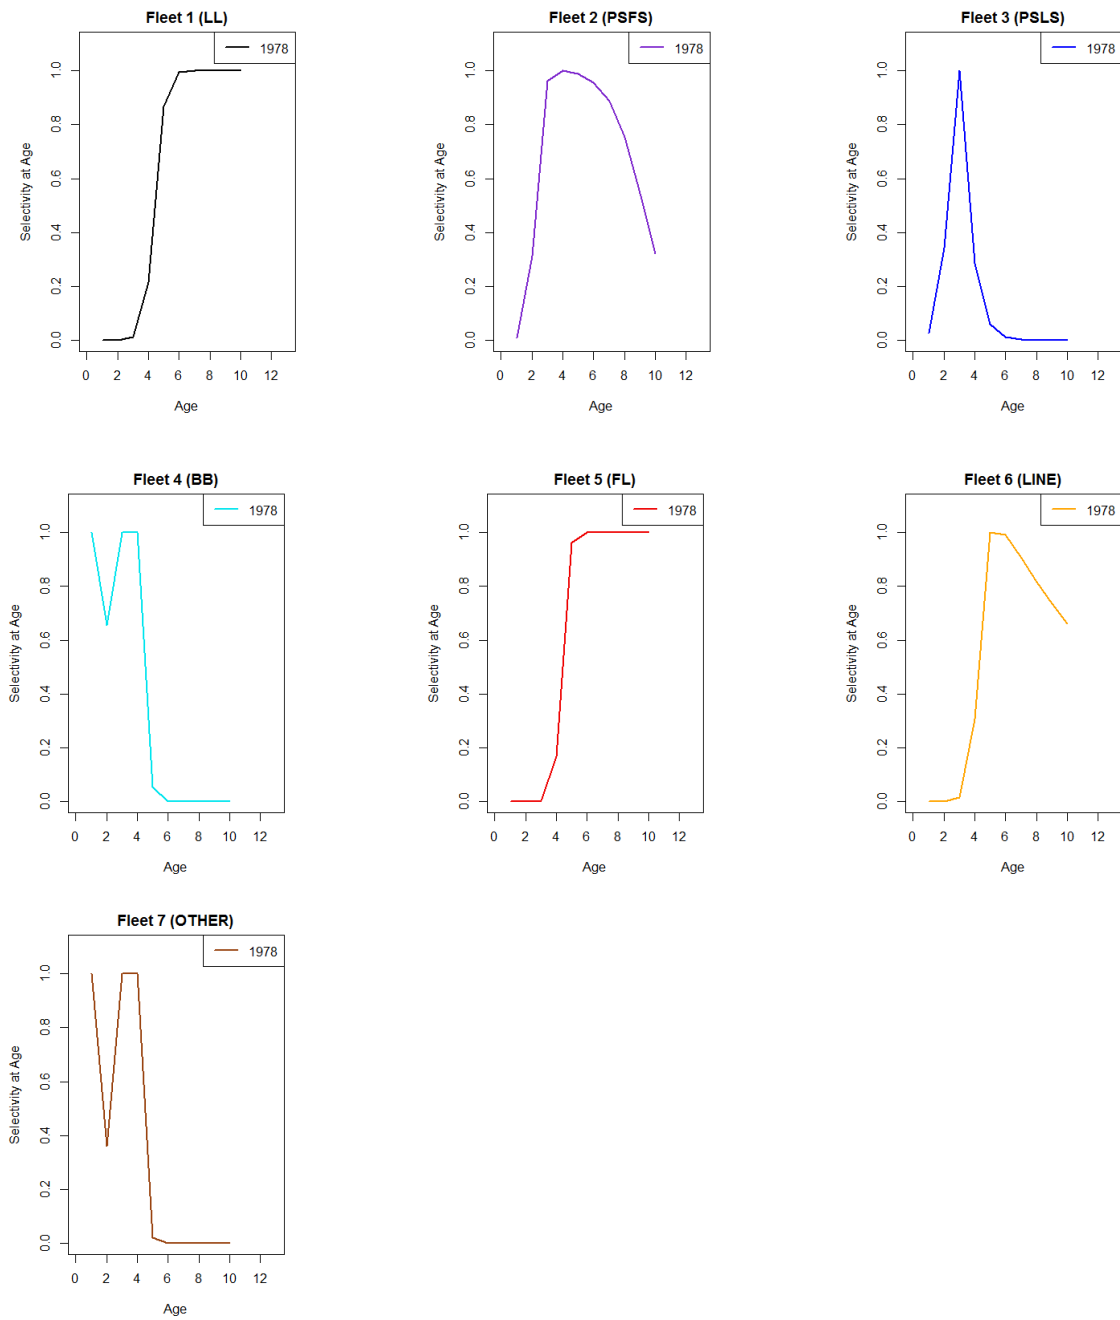 Fleet 1 (LL)
1978
Selectivity at Age
0.0 0.2 0.4 0.6 0.8 1.0
0 2 4 6 8 10 12
Age
Fleet 2 (PSFS)
1978
Selectivity at Age
0.0 0.2 0.4 0.6 0.8 1.0
0 2 4 6 8 10 12
Age
Fleet 3 (PSLS)
1978
Selectivity at Age
0.0 0.2 0.4 0.6 0.8 1.0
0 2 4 6 8 10 12
Age
Fleet 4 (BB)
1978
Selectivity at Age
0.0 0.2 0.4 0.6 0.8 1.0
0 2 4 6 8 10 12
Age
Fleet 5 (FL)
1978
Selectivity at Age
0.0 0.2 0.4 0.6 0.8 1.0
0 2 4 6 8 10 12
Age
Fleet 6 (LINE)
1978
Selectivity at Age
0.0 0.2 0.4 0.6 0.8 1.0
0 2 4 6 8 10 12
Age
Fleet 7 (OTHER)
1978
Selectivity at Age
0.0 0.2 0.4 0.6 0.8 1.0
0 2 4 6 8 10 12
Age